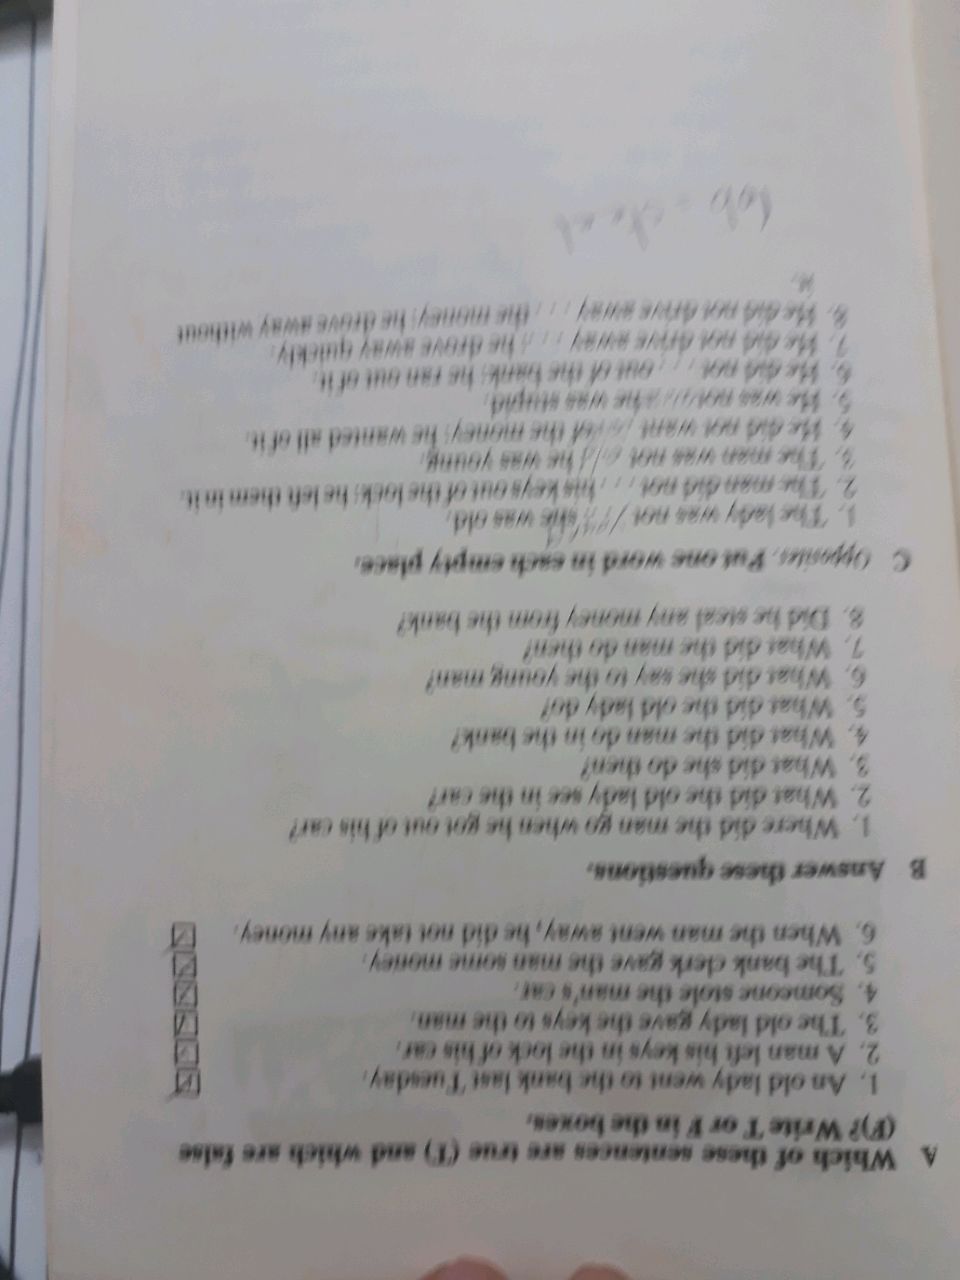 A Which of these sentences are true (T) and which are false
(F)? Write T or F in the boxes.
1. An old lady went to the bank last Tuesday.
2. A man left his keys in the lock of his car.
3. The old lady gave the keys to the man.
4. Someone stole the man's car.
5. The bank clerk gave the man some money.
6. When the man went away, he did not take any money.
B Answer these questions.
1. Where did the man go when he got out of his car?
2. What did the old lady see in the car?
3. What did she do then?
4. What did the man do in the bank?
5. What did the old lady do?
6. What did she say to the young man?
7. What did the man do then?
8. Did he steal any money from the bank?
C Opposites. Put one word in each empty place.
1. The lady was not she was old.
2. The man did not . . . his keys out of the lock; he left them in it.
3. The man was not old he was young.
4. He did not want the money; he wanted all of it.
5. He was not he was stupid.
6. He did not . . . out of the bank; he ran out of it.
7. He did not drive away . . . ; he drove away quickly.
8. He did not drive away . . . the money; he drove away without
it.